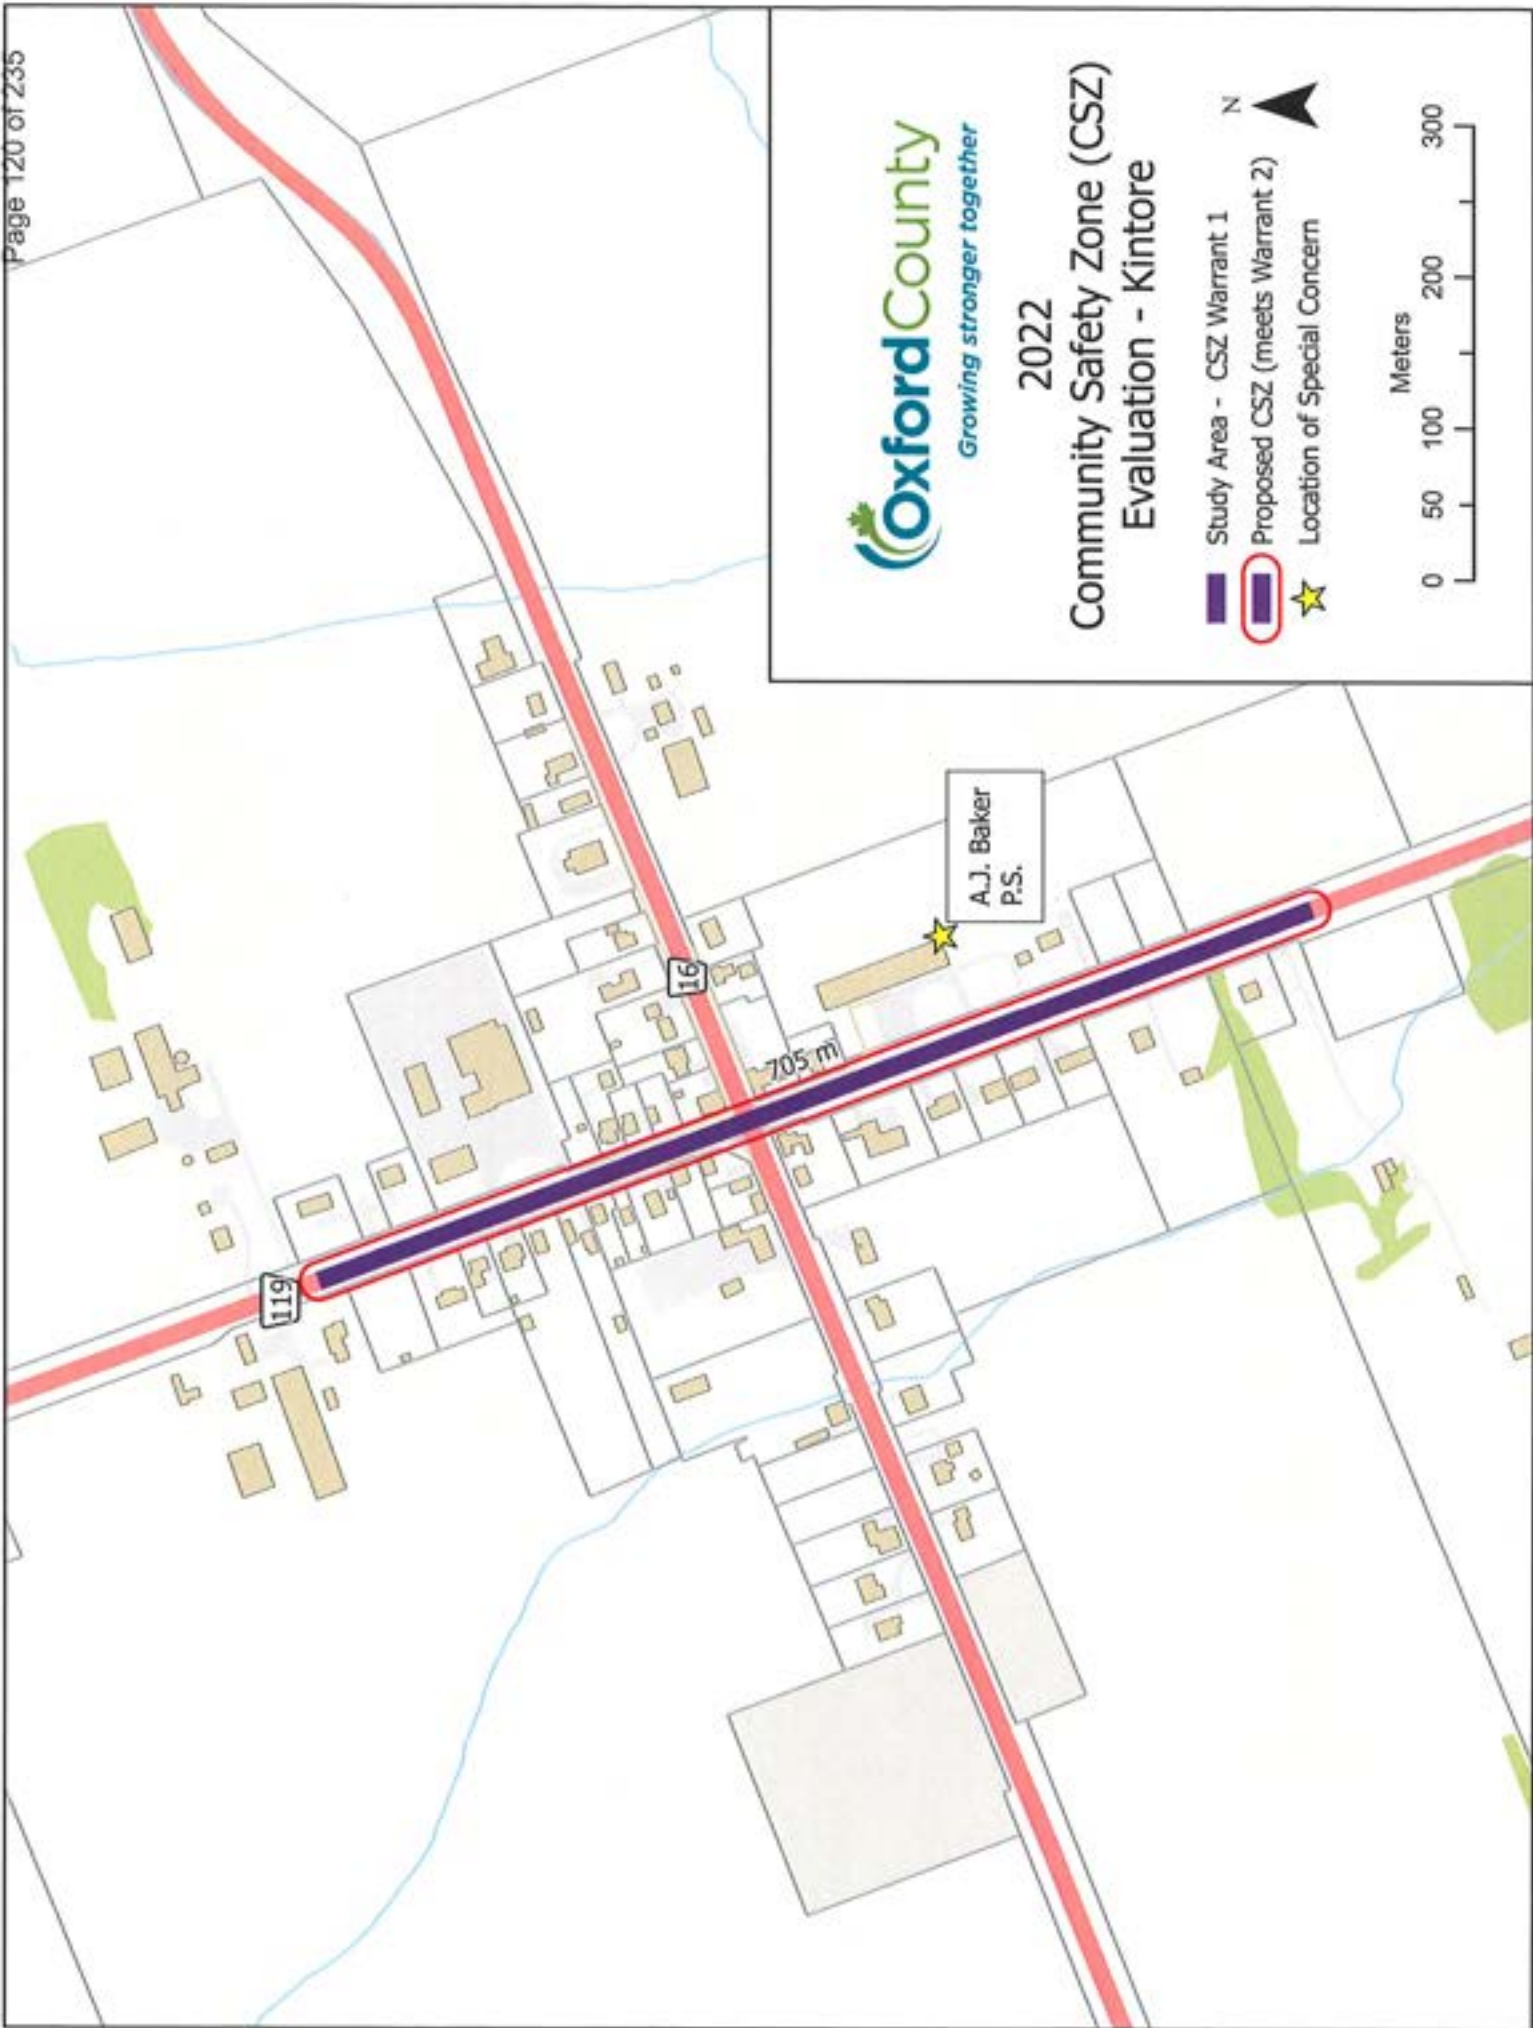 Page 120 of 235
119
16
705 m
A.J. Baker
P.S.
OxfordCounty
Growing stronger together
2022
Community Safety Zone (CSZ)
Evaluation - Kintore
Study Area - CSZ Warrant 1
Proposed CSZ (meets Warrant 2)
Location of Special Concern
N
Meters
0 50 100 200 300